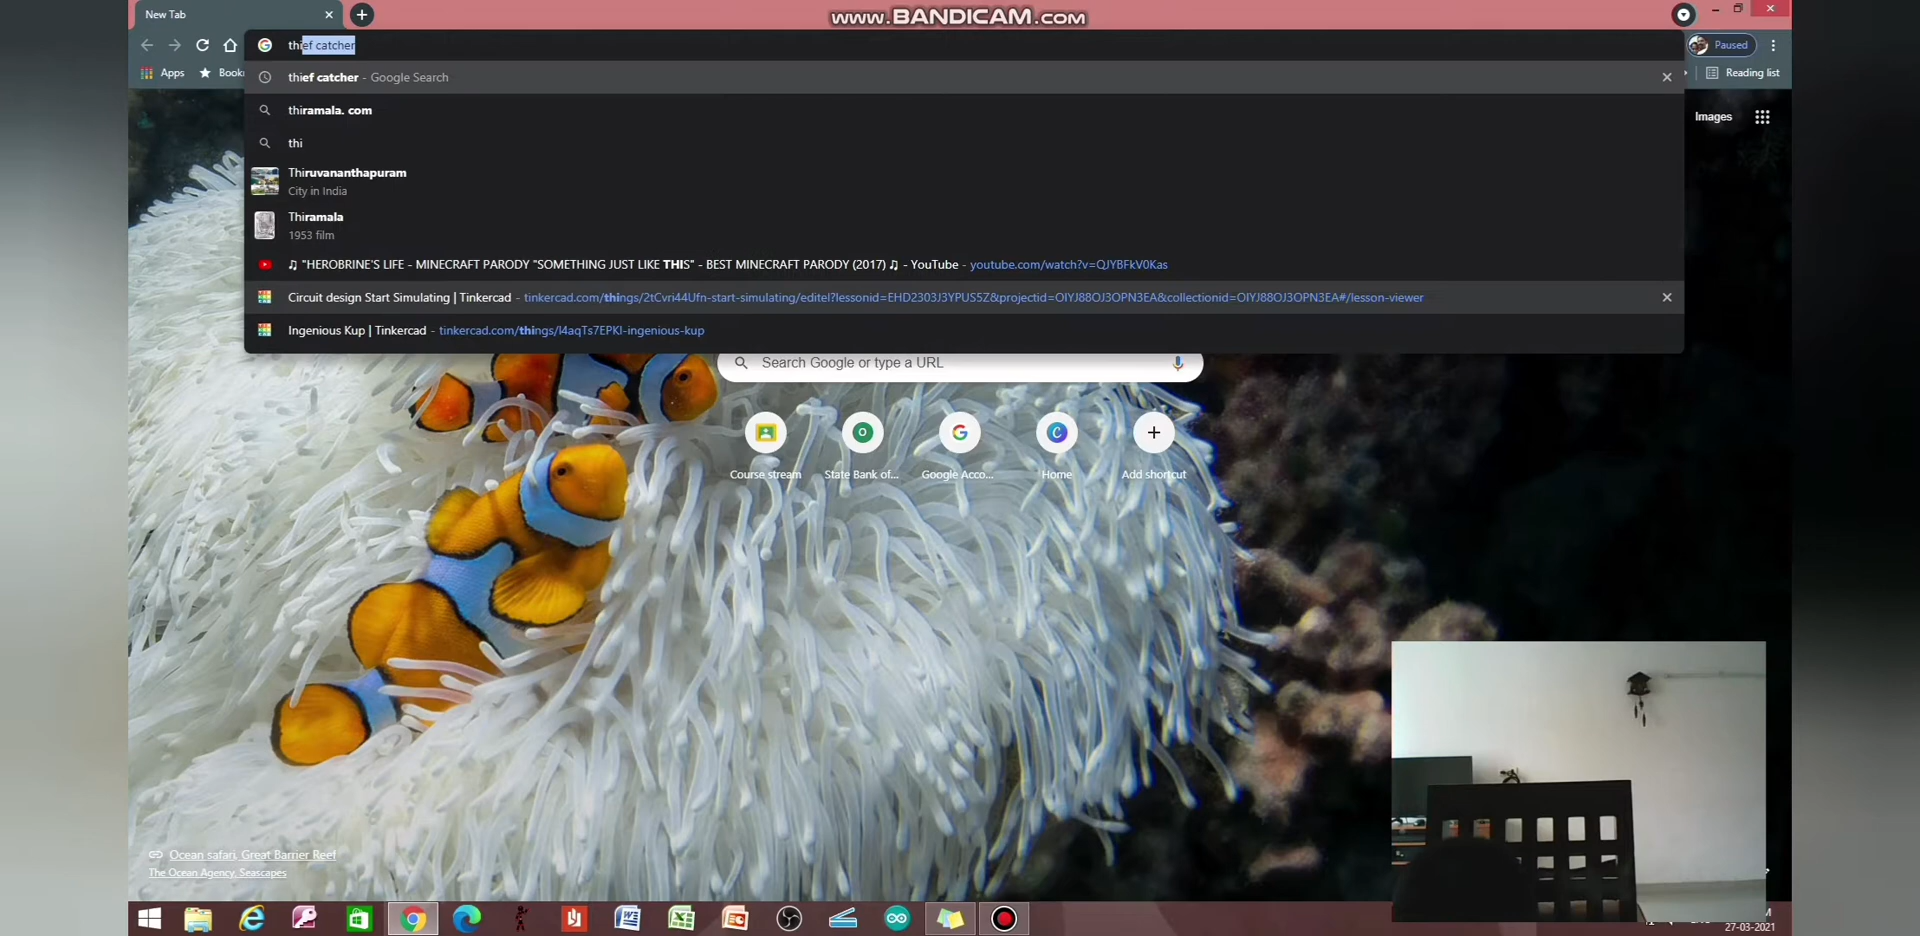 New Tab
www.BANDICAM.com
thief catcher
Paused
Apps
Bookr
Reading list
thief catcher - Google Search
thiramala. com
thi
Images
Thiruvananthapuram
City in India
Thiramala
1953 film
♫ "HEROBRINE'S LIFE - MINECRAFT PARODY "SOMETHING JUST LIKE THIS" - BEST MINECRAFT PARODY (2017) ♫ - YouTube - youtube.com/watch?v=QJYBFkV0Kas
Circuit design Start Simulating | Tinkercad - tinkercad.com/things/2tCvri44Ufn-start-simulating/editel?lessonid=EHD2303J3YPUS5Z&projectid=OIYJ88OJ3OPN3EA&collectionid=OIYJ88OJ3OPN3EA#/lesson-viewer
Ingenious Kup | Tinkercad - tinkercad.com/things/l4aqTs7EPKI-ingenious-kup
Search Google or type a URL
Course stream
State Bank of...
Google Acco...
Home
Add shortcut
Ocean safari, Great Barrier Reef
The Ocean Agency, Seascapes
27-03-2021